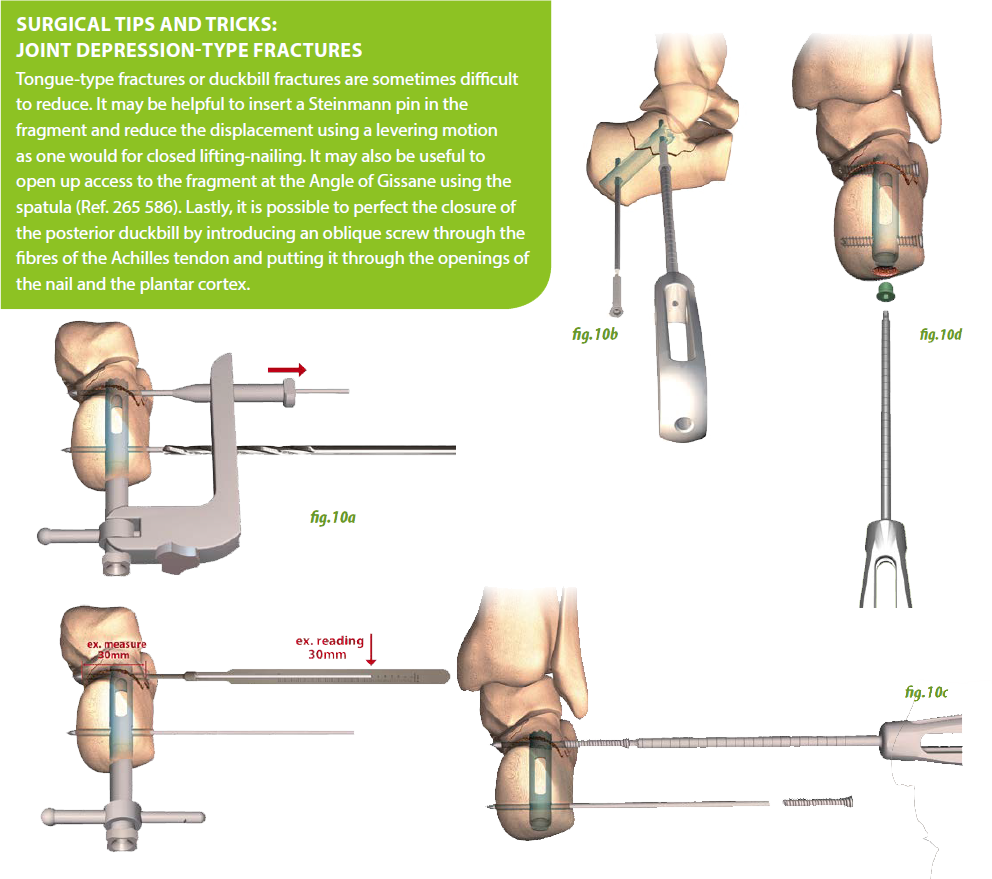 SURGICAL TIPS AND TRICKS:
JOINT DEPRESSION-TYPE FRACTURES
Tongue-type fractures or duckbill fractures are sometimes difficult
to reduce. It may be helpful to insert a Steinmann pin in the
fragment and reduce the displacement using a levering motion
as one would for closed lifting-nailing. It may also be useful to
open up access to the fragment at the Angle of Gissane using the
spatula (Ref. 265 586). Lastly, it is possible to perfect the closure of
the posterior duckbill by introducing an oblique screw through the
fibres of the Achilles tendon and putting it through the openings of
the nail and the plantar cortex.
fig.10b
fig.10d
fig.10a
ex. measure
30mm
ex. reading
30mm
fig.10c